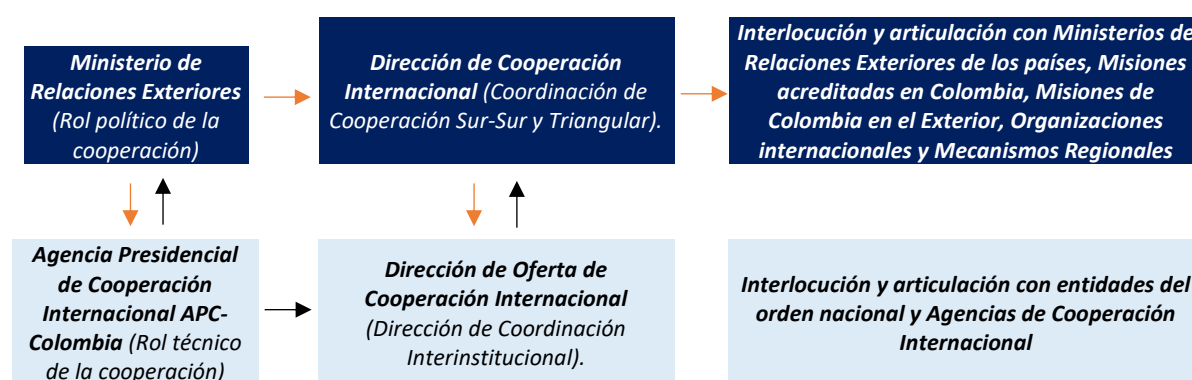 Ministerio de
Relaciones Exteriores
(Rol político de la
cooperación)
Dirección de Cooperación
Internacional (Coordinación de
Cooperación Sur-Sur y Triangular).
Interlocución y articulación con Ministerios de
Relaciones Exteriores de los países, Misiones
acreditadas en Colombia, Misiones de
Colombia en el Exterior, Organizaciones
internacionales y Mecanismos Regionales
Agencia Presidencial
de Cooperación
Internacional APC-
Colombia (Rol técnico
de la cooperación)
Dirección de Oferta de
Cooperación Internacional
(Dirección de Coordinación
Interinstitucional).
Interlocución y articulación con entidades del
orden nacional y Agencias de Cooperación
Internacional